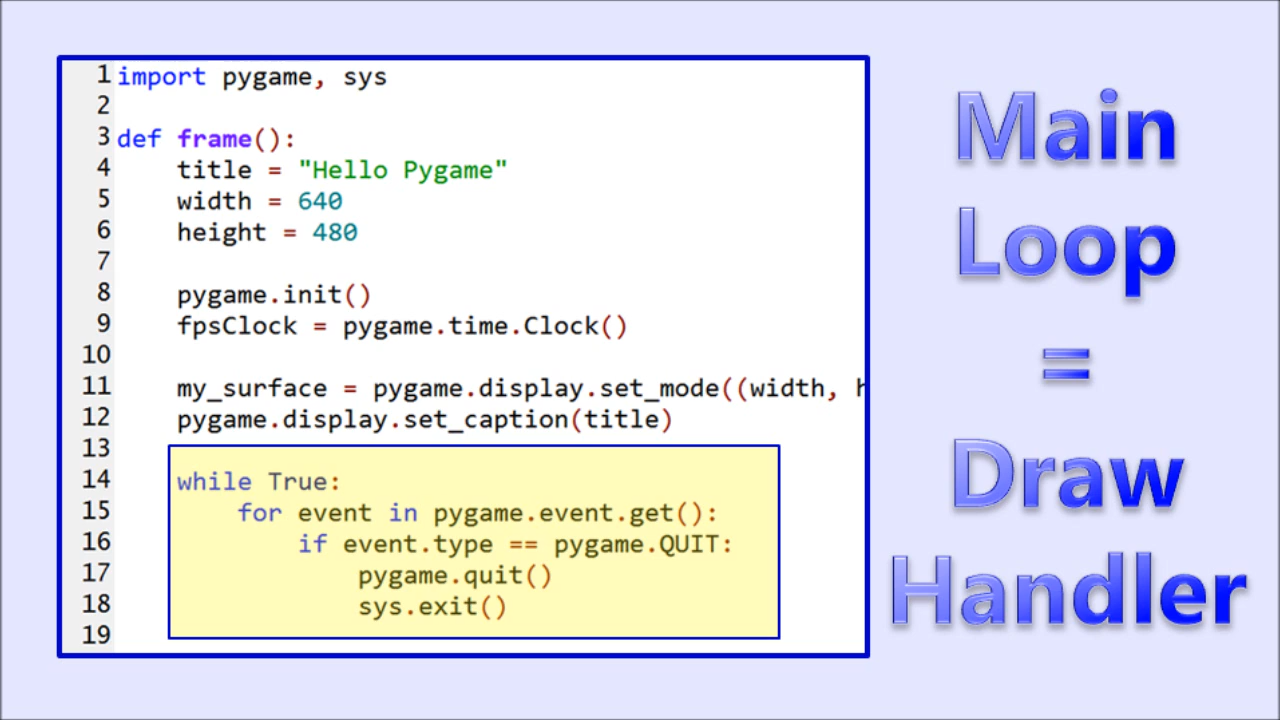 1 import pygame, sys
2
3 def frame():
4     title = "Hello Pygame"
5     width = 640
6     height = 480
7
8     pygame.init()
9     fpsClock = pygame.time.Clock()
10
11     my_surface = pygame.display.set_mode((width, h
12     pygame.display.set_caption(title)
13
14     while True:
15         for event in pygame.event.get():
16             if event.type == pygame.QUIT:
17                 pygame.quit()
18                 sys.exit()
19
Main
Loop
=
Draw
Handler